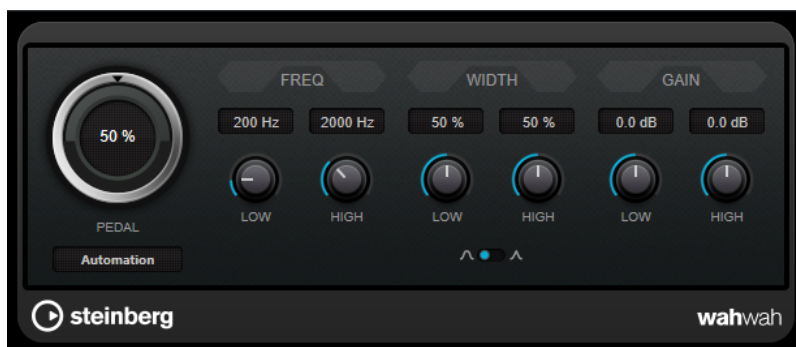 FREQ WIDTH GAIN
50 % 200 Hz 2000 Hz 50 % 50 % 0.0 dB 0.0 dB
LOW HIGH LOW HIGH LOW HIGH
PEDAL
Automation
steinberg wahwah